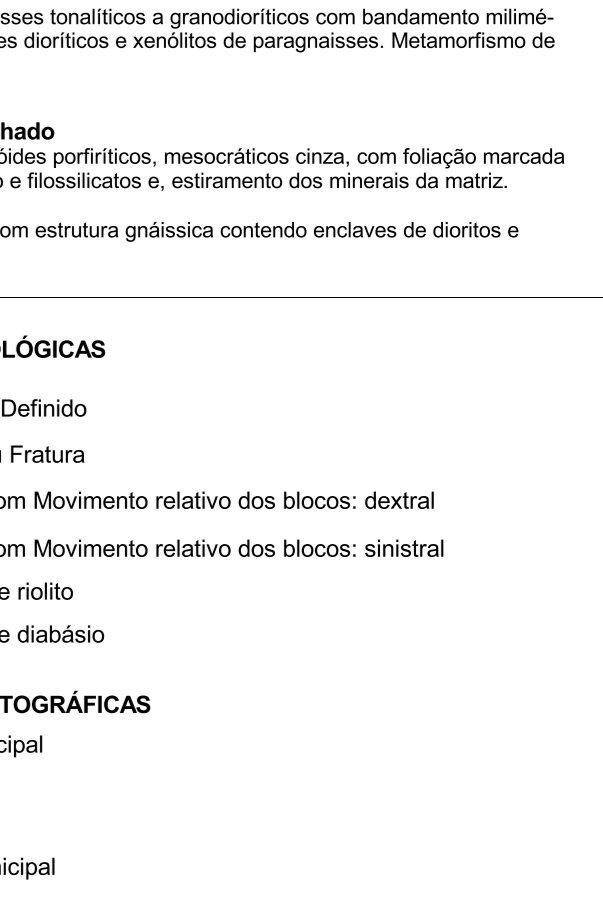 sses tonalíticos a granodioríticos com bandamento milimé-
es dioríticos e xenólitos de paragnaisses. Metamorfismo de
hado
óides porfiríticos, mesocráticos cinza, com foliação marcada
o e filossilicatos e, estiramento dos minerais da matriz.
om estrutura gnáissica contendo enclaves de dioritos e
OLÓGICAS
Definido
u Fratura
om Movimento relativo dos blocos: dextral
om Movimento relativo dos blocos: sinistral
e riolito
e diabásio
TOGRÁFICAS
cipal
nicipal